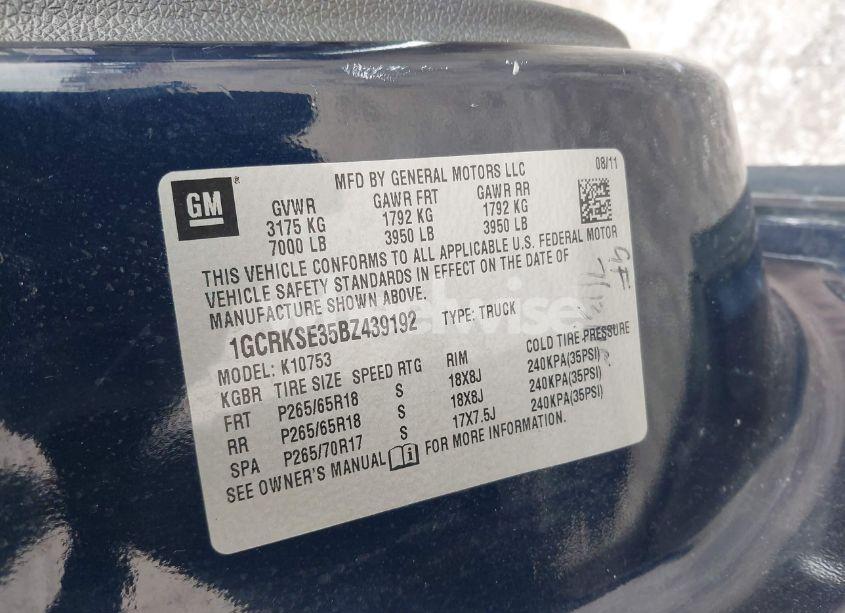 GM
MFD BY GENERAL MOTORS LLC 08/11
GVWR GAWR FRT GAWR RR
3175 KG 1792 KG 1792 KG
7000 LB 3950 LB 3950 LB
THIS VEHICLE CONFORMS TO ALL APPLICABLE U.S. FEDERAL MOTOR
VEHICLE SAFETY STANDARDS IN EFFECT ON THE DATE OF
MANUFACTURE SHOWN ABOVE.
1GCRKSE35BZ439192 TYPE: TRUCK
MODEL: K10753
KGBR TIRE SIZE SPEED RTG RIM COLD TIRE PRESSURE
FRT P265/65R18 S 18X8J 240KPA(35PSI)
RR P265/65R18 S 18X8J 240KPA(35PSI)
SPA P265/70R17 S 17X7.5J 240KPA(35PSI)
SEE OWNER'S MANUAL FOR MORE INFORMATION.